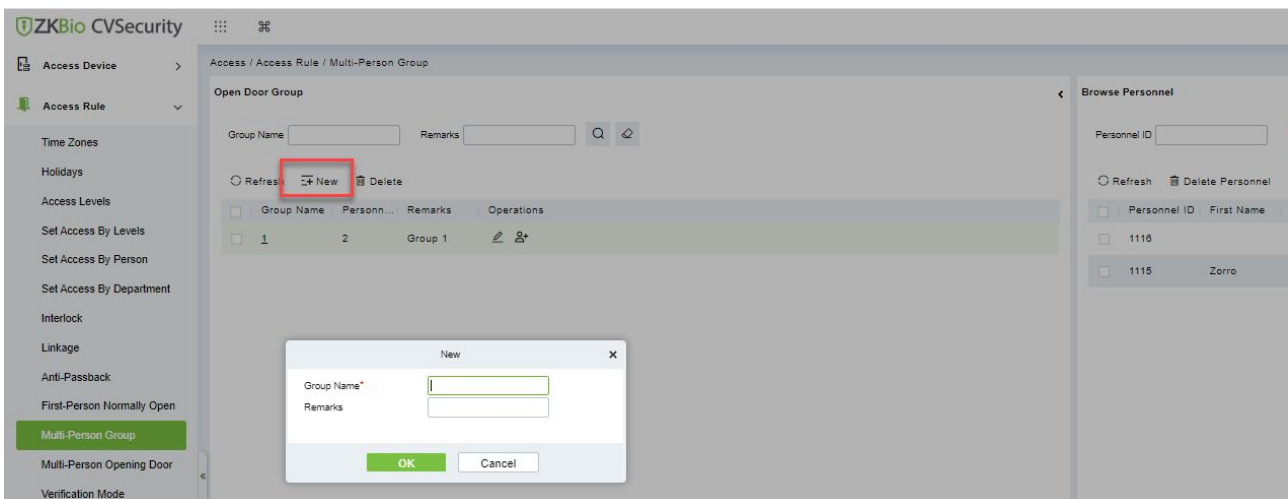 ZKBio CVSecurity
Access Device
Access Rule
Time Zones
Holidays
Access Levels
Set Access By Levels
Set Access By Person
Set Access By Department
Interlock
Linkage
Anti-Passback
First-Person Normally Open
Multi-Person Group
Multi-Person Opening Door
Verification Mode
Access / Access Rule / Multi-Person Group
Open Door Group
Group Name Remarks
Refresh New Delete
Group Name Personn... Remarks Operations
1 2 Group 1
New
Group Name*
Remarks
OK Cancel
Browse Personnel
Personnel ID
Refresh Delete Personnel
Personnel ID First Name
1116
1115 Zorro